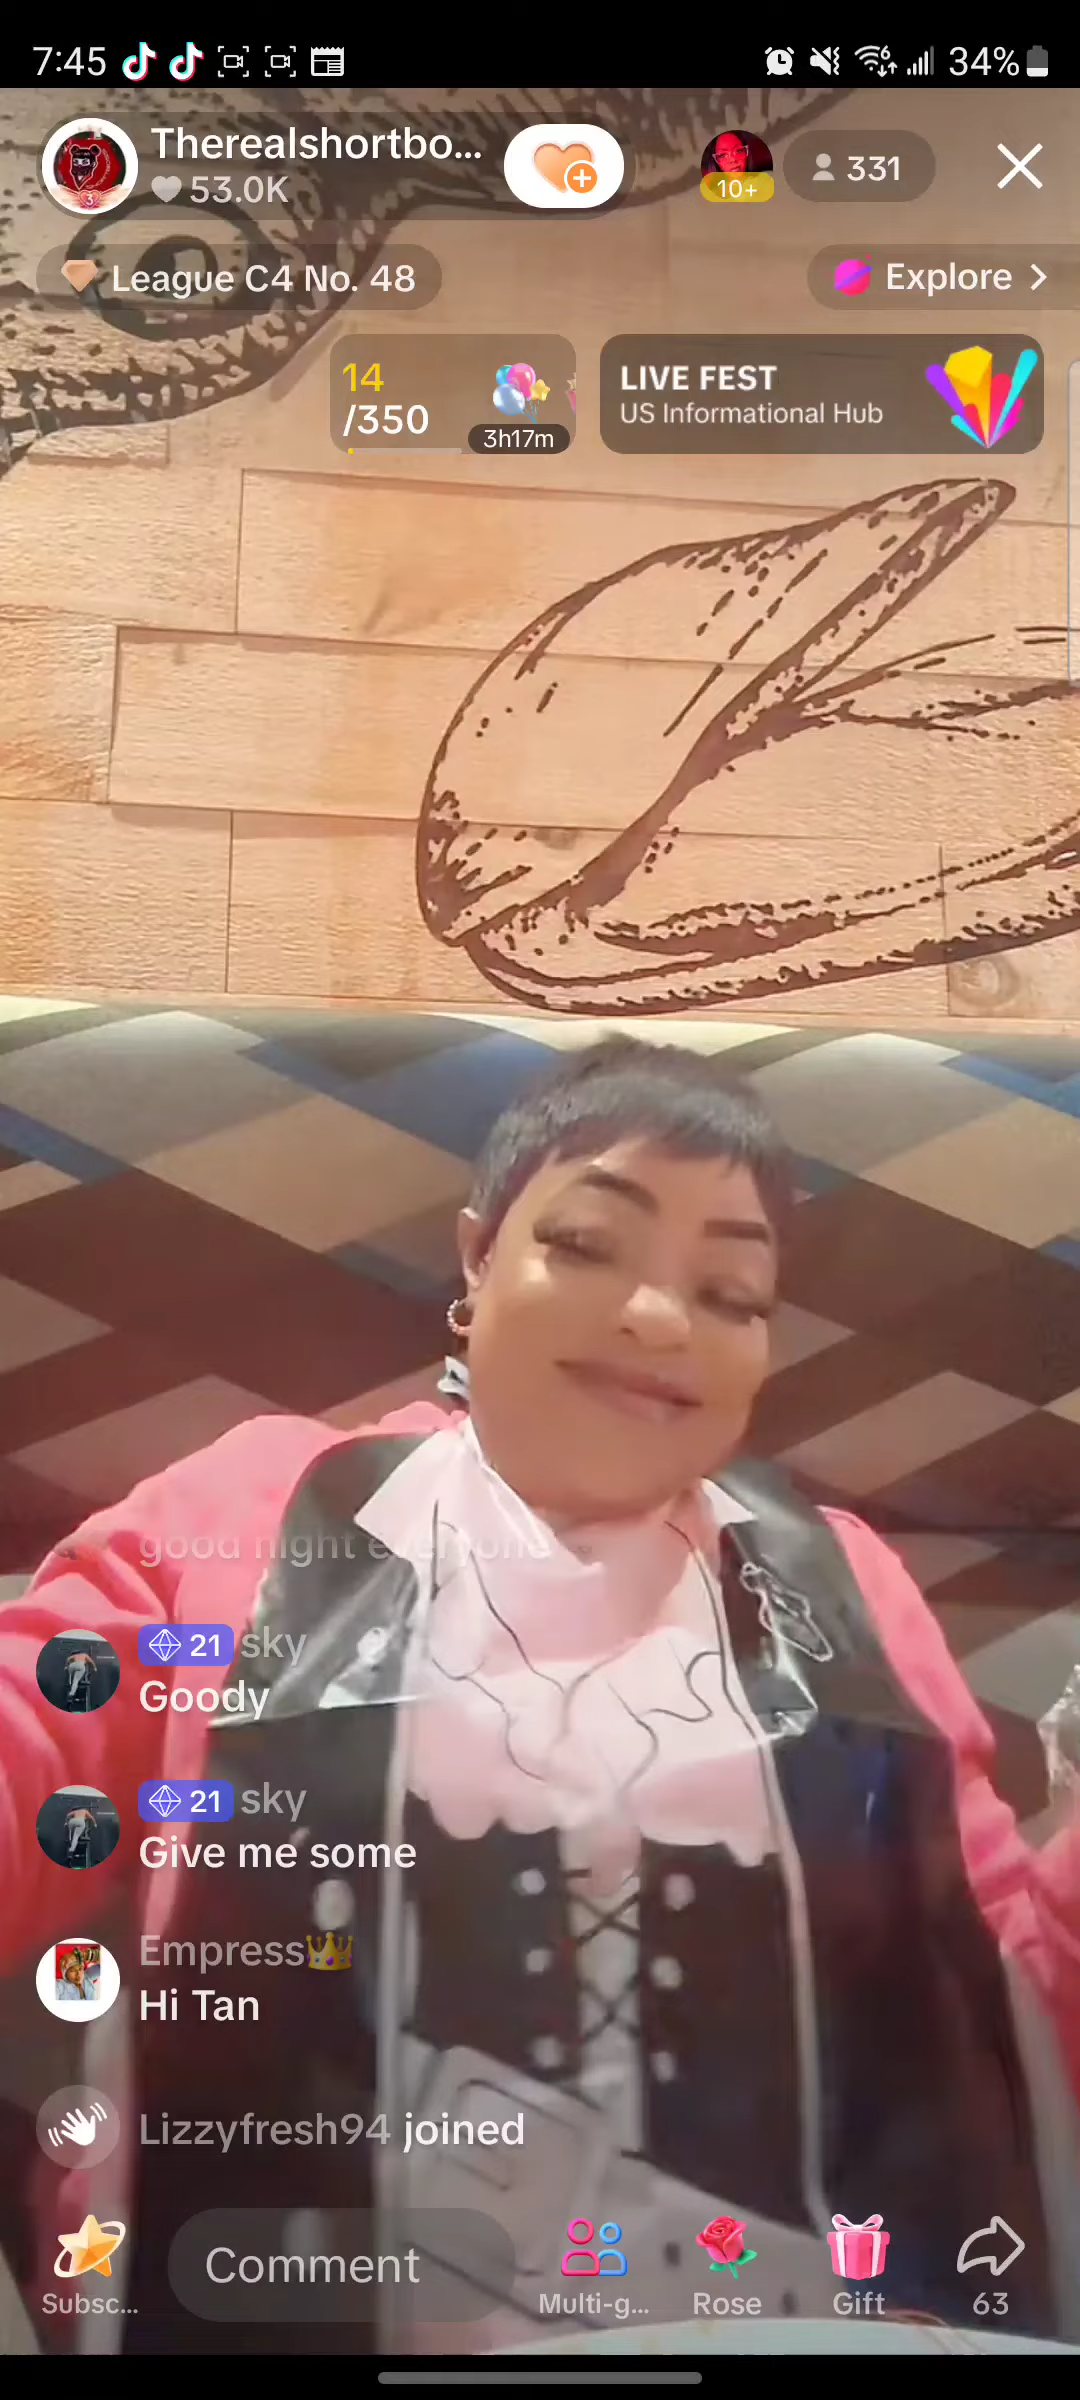 7:45
34%
Therealshortbo...
53.0K
10+
331
League C4 No. 48
Explore >
14
/350
3h17m
LIVE FEST
US Informational Hub
good night everyone
21 sky
Goody
21 sky
Give me some
Empress
Hi Tan
Lizzyfresh94 joined
Comment
Subsc...
Multi-g...
Rose
Gift
63